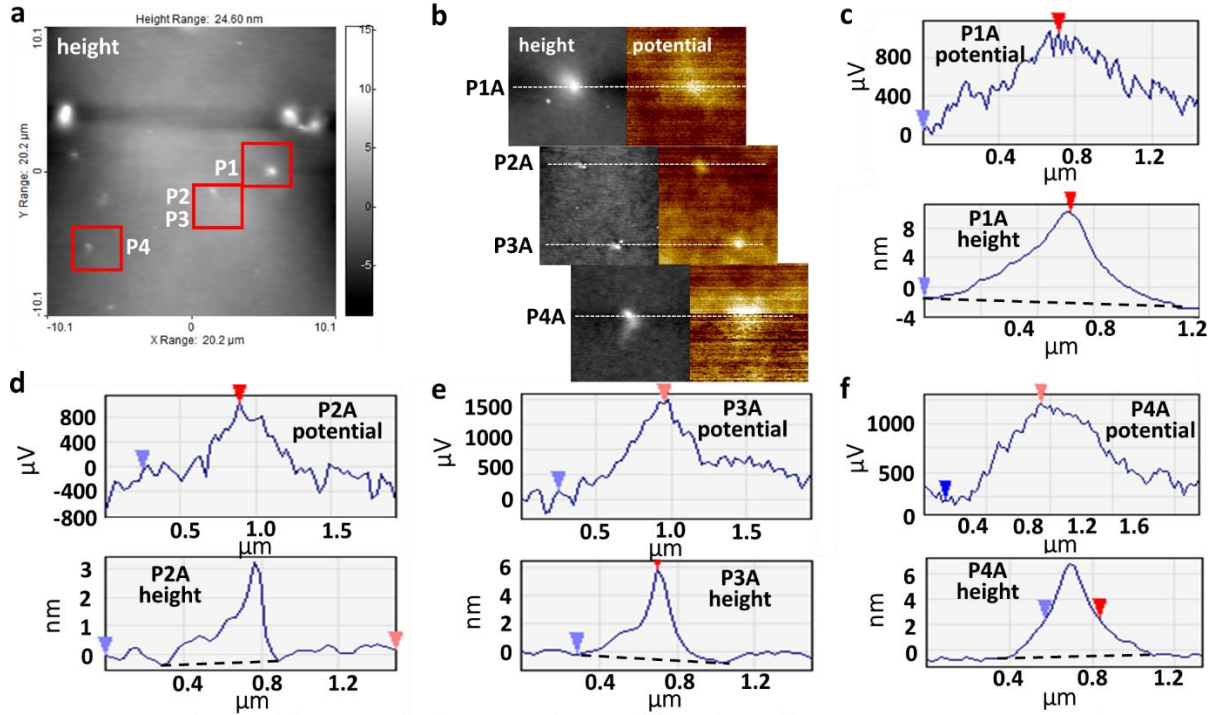 a
Height Range: 24.60 nm
height
10.1
0
-10.1
Y Range: 20.2 µm
-10.1 0 10.1
X Range: 20.2 µm
15
10
5
0
-5
P1
P2
P3
P4
b
height potential
P1A
P2A
P3A
P4A
c
P1A
potential
µV
800
400
0
0.4 0.8 1.2
µm
P1A
height
nm
8
4
0
-4
0.4 0.8 1.2
µm
d
P2A
potential
µV
800
400
0
-400
-800
0.5 1.0 1.5
µm
P2A
height
nm
3
2
1
0
0.4 0.8 1.2
µm
e
P3A
potential
µV
1500
1000
500
0
0.5 1.0 1.5
µm
P3A
height
6
4
2
0
0.4 0.8 1.2
µm
f
P4A
potential
µV
1000
500
0
0.4 0.8 1.2 1.6
µm
P4A
height
6
4
2
0
0.4 0.8 1.2
µm